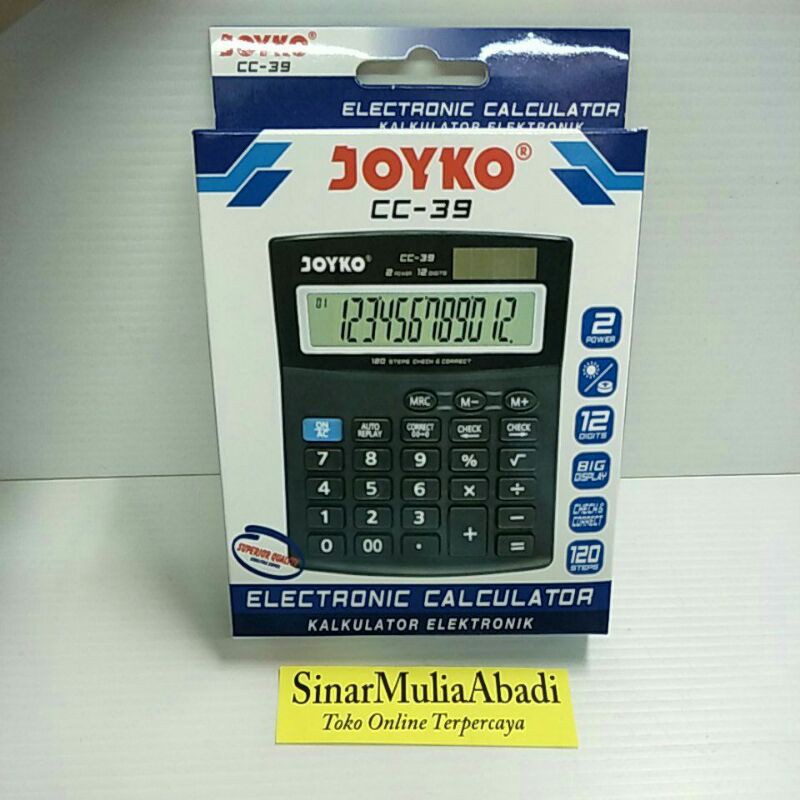 JOYKO®
CC-39
ELECTRONIC CALCULATOR
KALKULATOR ELEKTRONIK
JOYKO®
CC-39
JOYKO®
CC-39
2 POWER 12 DIGITS
01
123456789012.
120 STEPS CHECK & CORRECT
MRC M- M+
ON AC AUTO REPLAY CORRECT 00→0 CHECK ← CHECK →
7 8 9 % √
4 5 6 × ÷
1 2 3 + −
0 00 · =
2
POWER
12
DIGITS
BIG
DISPLAY
CHECK &
CORRECT
120
STEPS
SUPERIOR QUALITY
ELECTRONIC CALCULATOR
KALKULATOR ELEKTRONIK
SinarMuliaAbadi
Toko Online Terpercaya